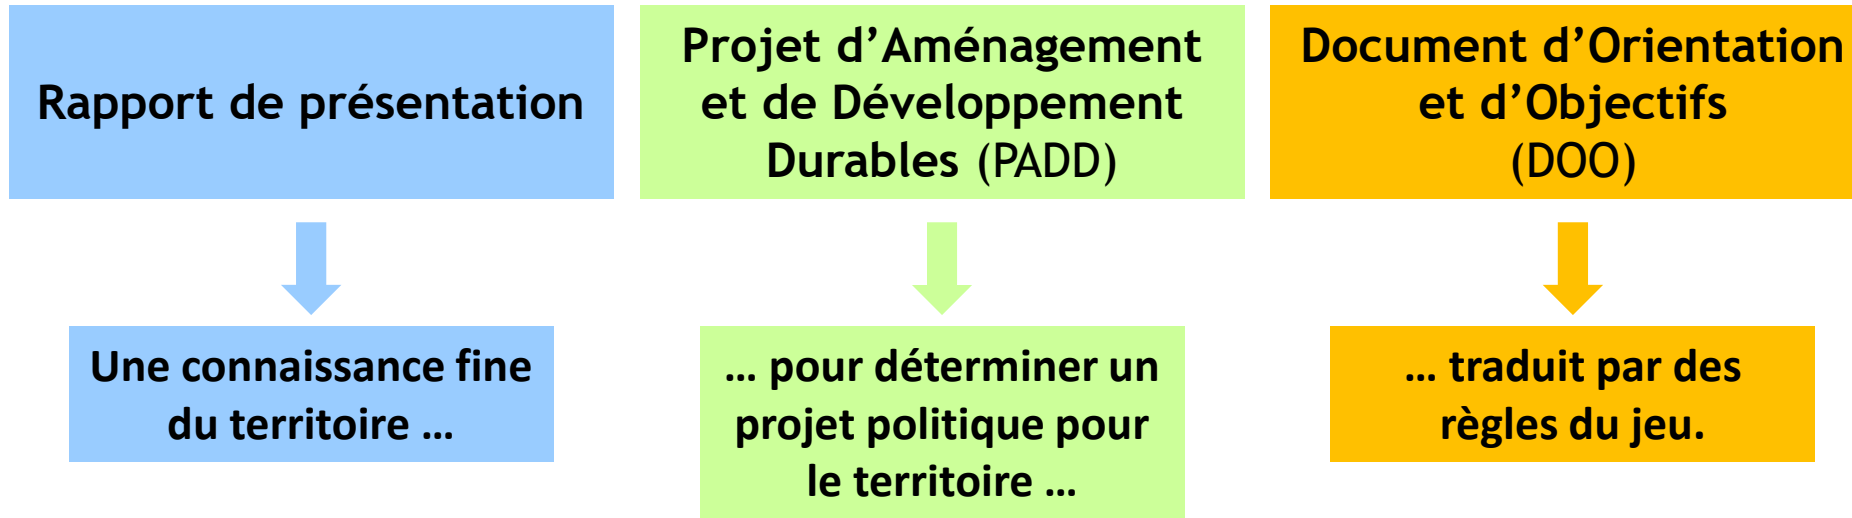 Rapport de présentation
Projet d’Aménagement
et de Développement
Durables (PADD)
Document d’Orientation
et d’Objectifs
(DOO)
Une connaissance fine
du territoire …
… pour déterminer un
projet politique pour
le territoire …
… traduit par des
règles du jeu.